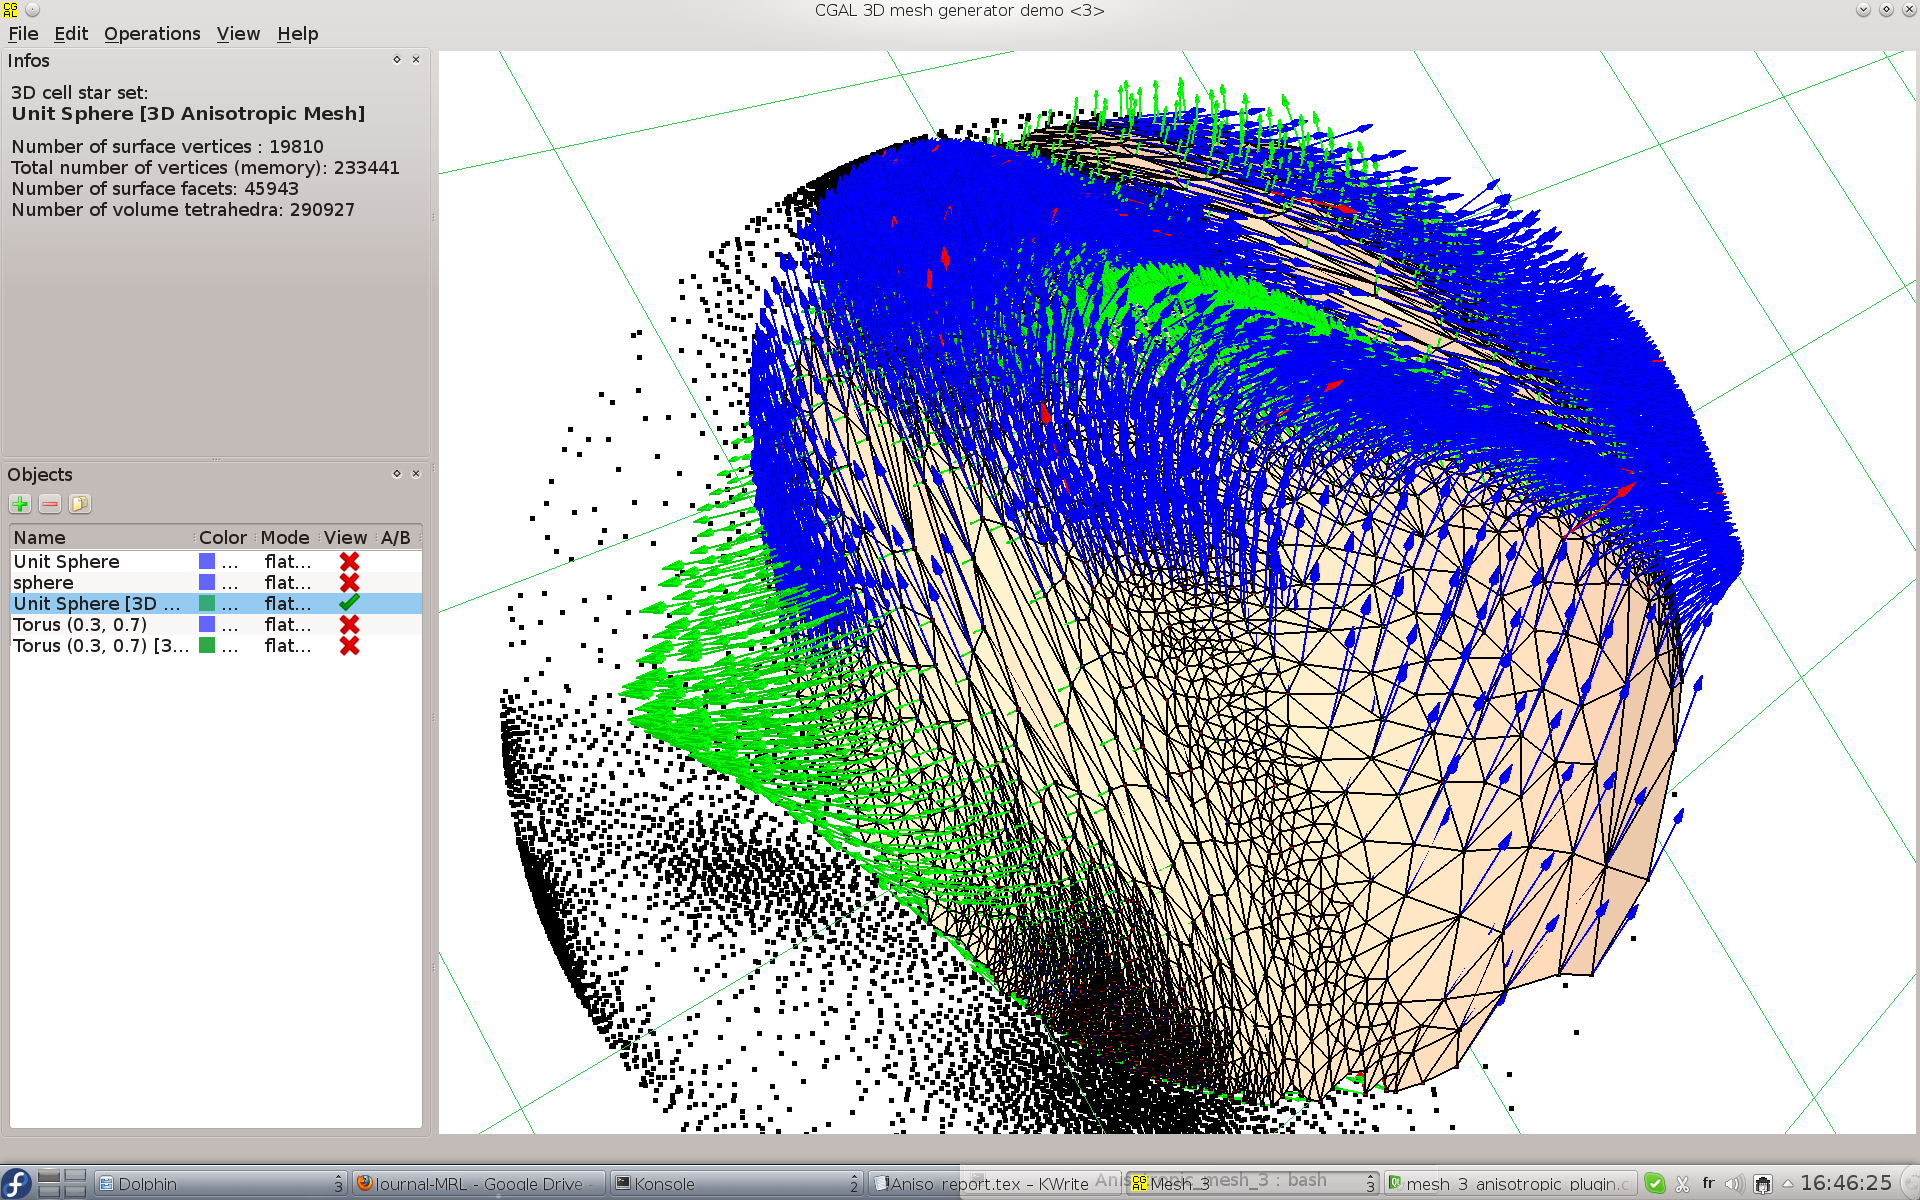 CGAL 3D mesh generator demo <3>
File Edit Operations View Help
Infos
3D cell star set:
Unit Sphere [3D Anisotropic Mesh]
Number of surface vertices : 19810
Total number of vertices (memory): 233441
Number of surface facets: 45943
Number of volume tetrahedra: 290927
Objects
Name Color Mode View A/B
Unit Sphere ... flat...
sphere ... flat...
Unit Sphere [3D ... ... flat...
Torus (0.3, 0.7) ... flat...
Torus (0.3, 0.7) [3... ... flat...
Dolphin 3 Journal-MRL - Google Drive - Konsole 2 Aniso_report.tex - KWrite Mesh_3 3 mesh_3_anisotropic_plugin.c fr 16:46:25